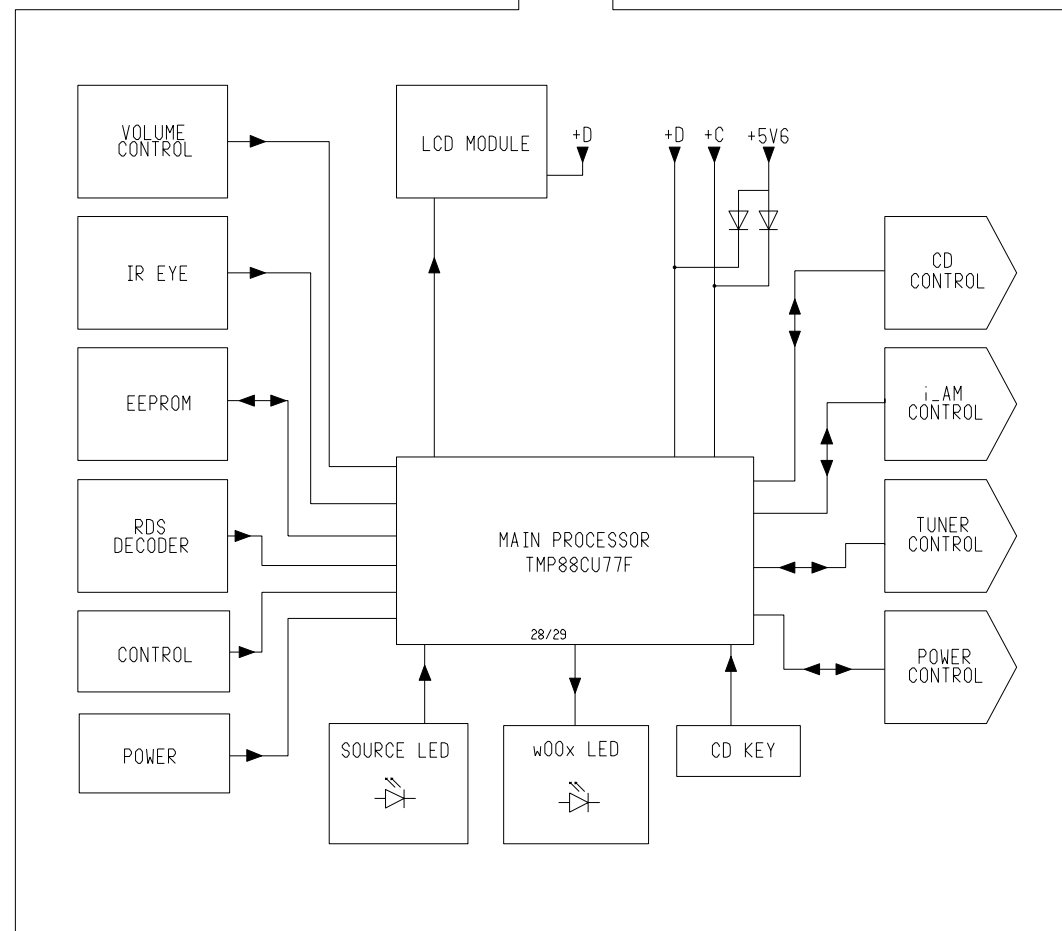 VOLUME
CONTROL
LCD MODULE
+D
+D
+C
+5V6
IR EYE
CD
CONTROL
EEPROM
i_AM
CONTROL
RDS
DECODER
MAIN PROCESSOR
TMP88CU77F
28/29
TUNER
CONTROL
CONTROL
POWER
CONTROL
POWER
SOURCE LED
w00x LED
CD KEY